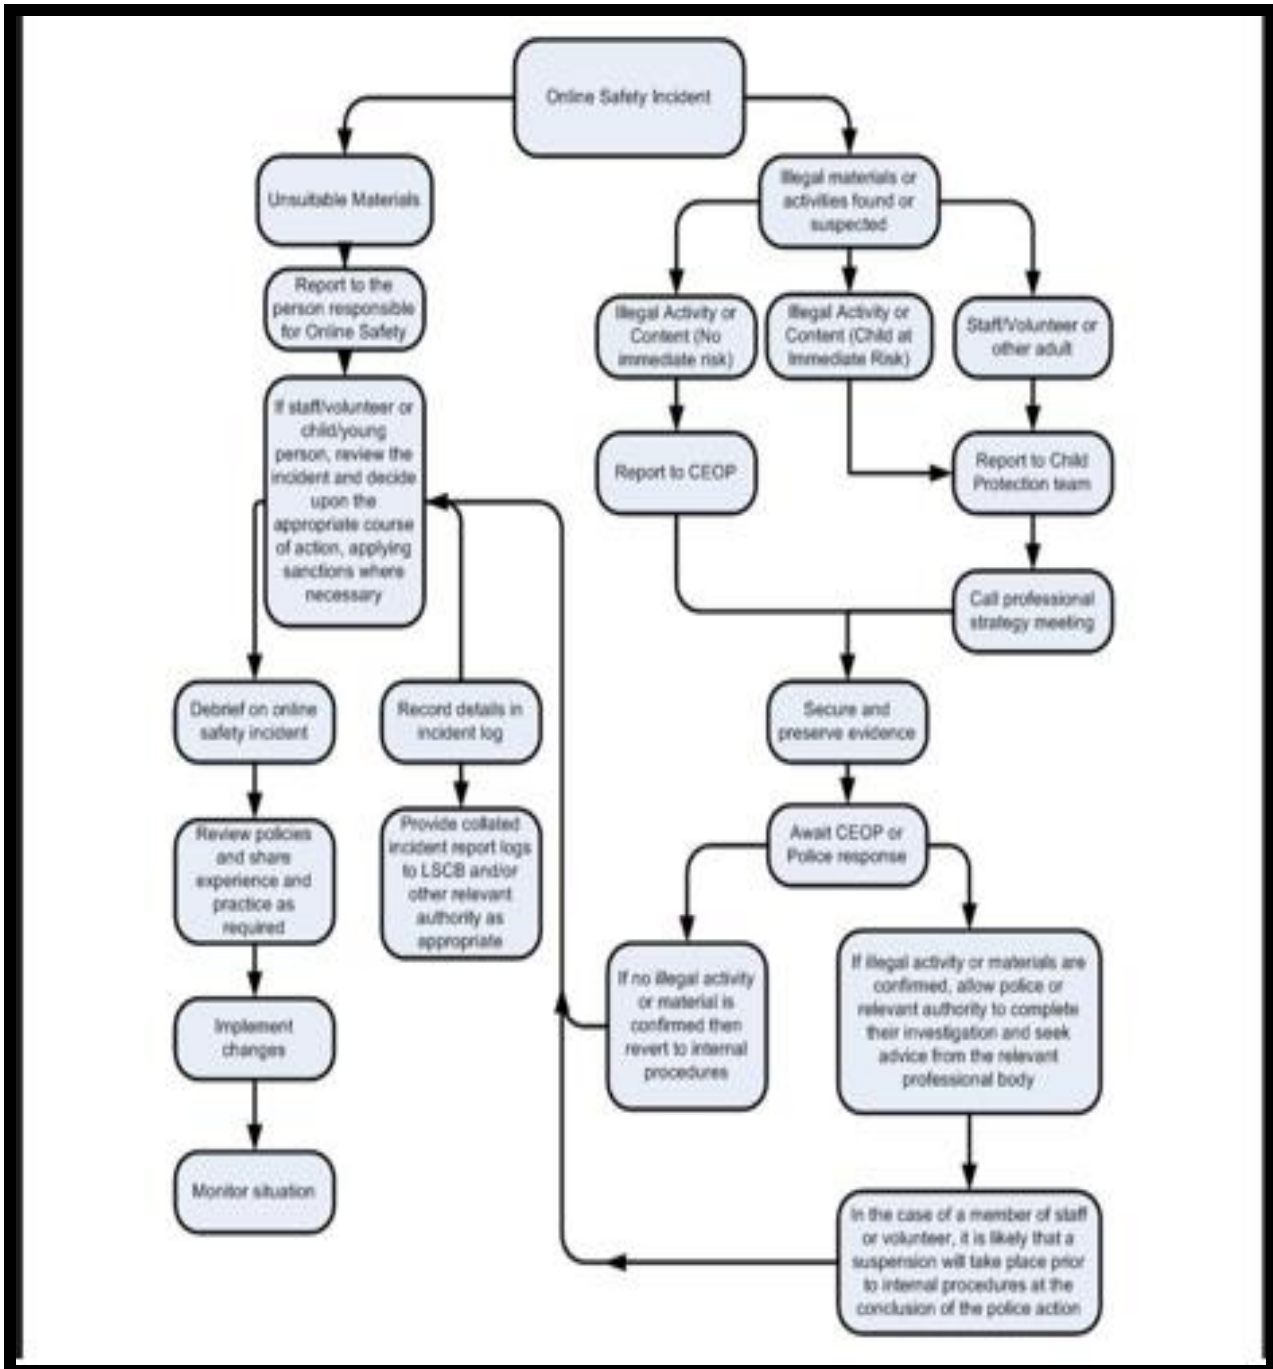 Online Safety Incident
Unsuitable Materials
Report to the
person responsible
for Online Safety
If staff/volunteer or
child/young
person, review the
incident and decide
upon the
appropriate course
of action, applying
sanctions where
necessary
Debrief on online
safety incident
Review policies
and share
experience and
practice as
required
Implement
changes
Monitor situation
Record details in
incident log
Provide collated
incident report logs
to LSCB and/or
other relevant
authority as
appropriate
Illegal materials or
activities found or
suspected
Illegal Activity or
Content (No
immediate risk)
Illegal Activity or
Content (Child at
Immediate Risk)
Staff/Volunteer or
other adult
Report to CEOP
Report to Child
Protection team
Call professional
strategy meeting
Secure and
preserve evidence
Await CEOP or
Police response
If no illegal activity
or material is
confirmed then
revert to internal
procedures
If illegal activity or materials are
confirmed, allow police or
relevant authority to complete
their investigation and seek
advice from the relevant
professional body
In the case of a member of staff
or volunteer, it is likely that a
suspension will take place prior
to internal procedures at the
conclusion of the police action